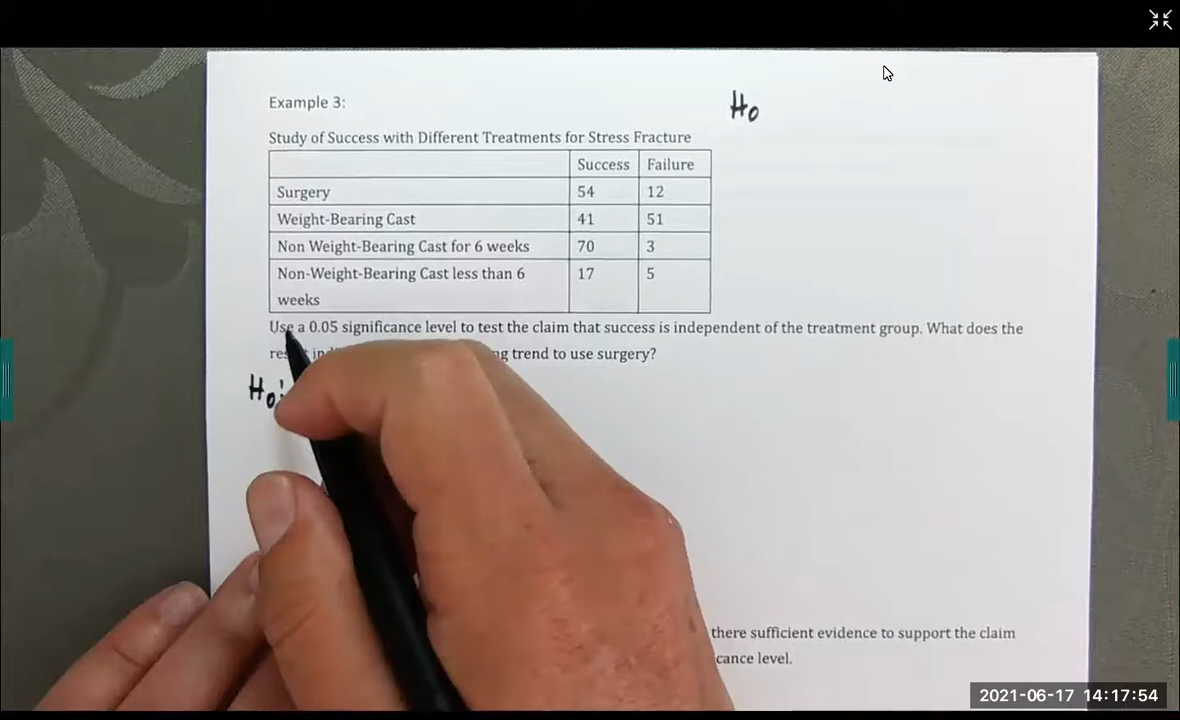 Example 3:
H0
Study of Success with Different Treatments for Stress Fracture
Success Failure
Surgery 54 12
Weight-Bearing Cast 41 51
Non Weight-Bearing Cast for 6 weeks 70 3
Non-Weight-Bearing Cast less than 6 17 5
weeks
Use a 0.05 significance level to test the claim that success is independent of the treatment group. What does the
trend to use surgery?
H0:
there sufficient evidence to support the claim
level.
2021-06-17 14:17:54